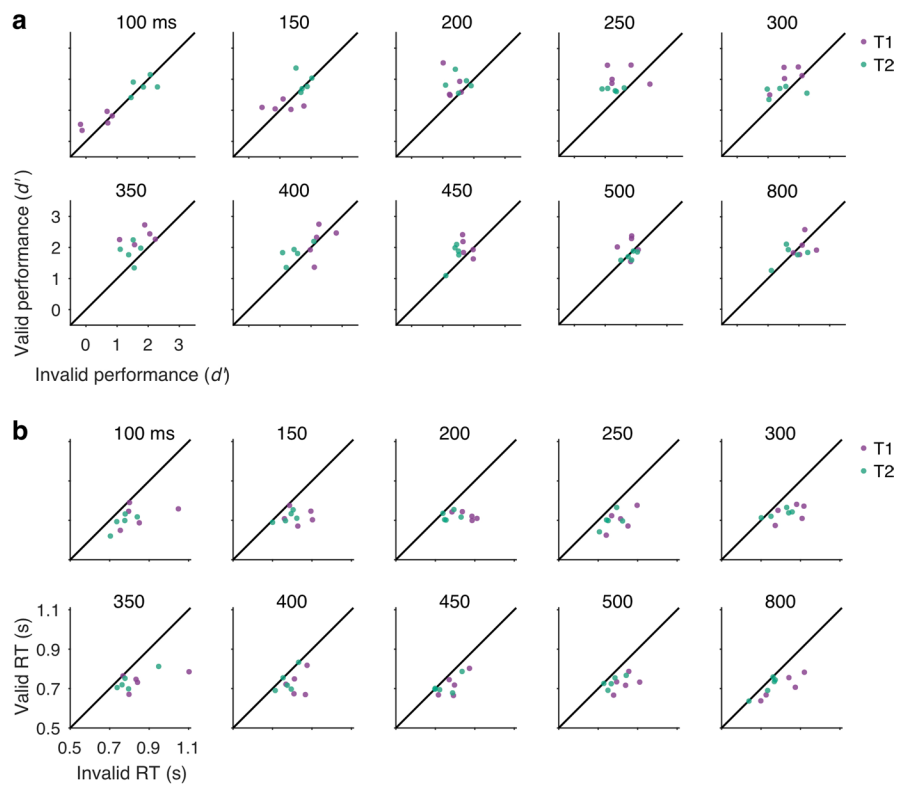 a
100 ms 150 200 250 300
T1
T2
350 400 450 500 800
Valid performance (d′)
3
2
1
0
0 1 2 3
Invalid performance (d′)
b
100 ms 150 200 250 300
T1
T2
350 400 450 500 800
Valid RT (s)
1.1
0.9
0.7
0.5
0.5 0.7 0.9 1.1
Invalid RT (s)